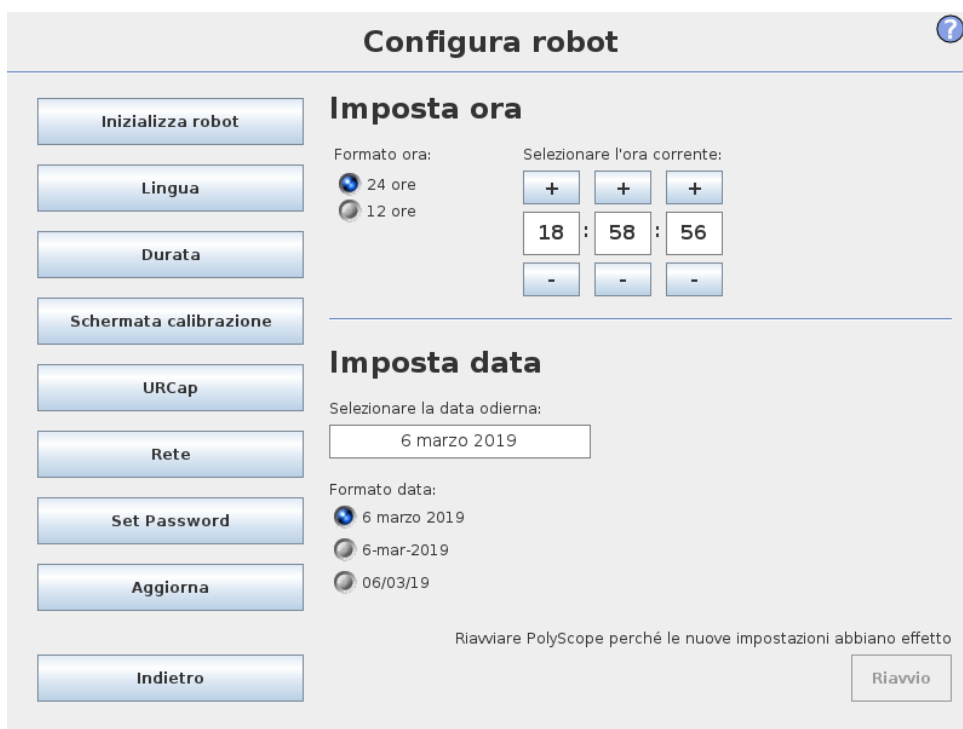 Configura robot
?
Inizializza robot
Lingua
Durata
Schermata calibrazione
URCap
Rete
Set Password
Aggiorna
Indietro
Imposta ora
Formato ora:
24 ore
12 ore
Selezionare l'ora corrente:
+ + +
18 : 58 : 56
- - -
Imposta data
Selezionare la data odierna:
6 marzo 2019
Formato data:
6 marzo 2019
6-mar-2019
06/03/19
Riavviare PolyScope perché le nuove impostazioni abbiano effetto
Riavvio